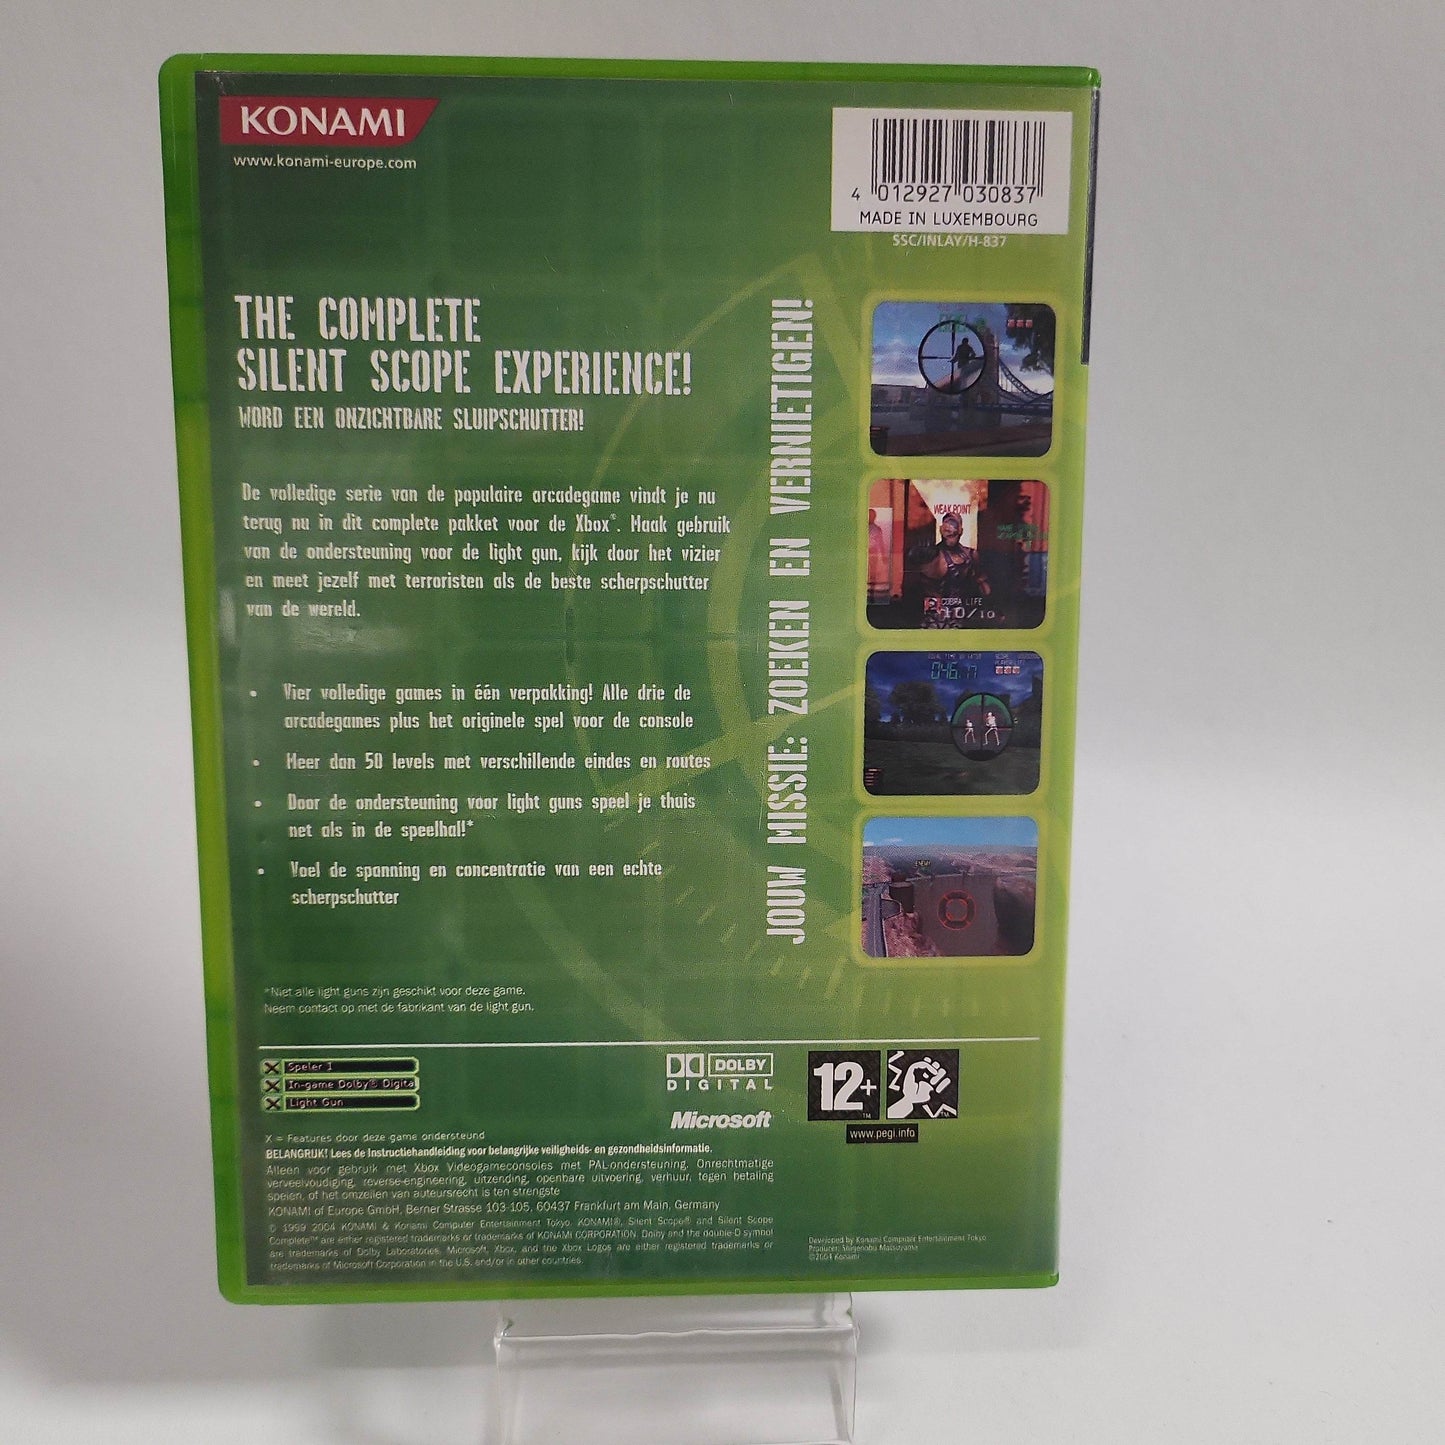 KONAMI
www.konami-europe.com
4 012927 030837
MADE IN LUXEMBOURG
SSC/INLAY/H-837
THE COMPLETE
SILENT SCOPE EXPERIENCE!
WORD EEN ONZICHTBARE SLUIPSCHUTTER!
De volledige serie van de populaire arcadegame vindt je nu
terug nu in dit complete pakket voor de Xbox®. Maak gebruik
van de ondersteuning voor de light gun, kijk door het vizier
en meet jezelf met terroristen als de beste scherpschutter
van de wereld.
• Vier volledige games in één verpakking! Alle drie de
arcadegames plus het originele spel voor de console
• Meer dan 50 levels met verschillende eindes en routes
• Door de ondersteuning voor light guns speel je thuis
net als in de speelhal!*
• Voel de spanning en concentratie van een echte
scherpschutter
JOUW MISSIE: ZOEKEN EN VERNIETIGEN!
WEAK POINT
COBRA LIFE
10/10
046.77
ENEMY
*Niet alle light guns zijn geschikt voor deze game.
Neem contact op met de fabrikant van de light gun.
X Speler 1
X In-game Dolby® Digita
X Light Gun
DOLBY
DIGITAL
Microsoft
12+
www.pegi.info
X = Features door deze game ondersteund
BELANGRIJK! Lees de Instructiehandleiding voor belangrijke veiligheids- en gezondheidsinformatie.
Alleen voor gebruik met Xbox Videogameconsoles met PAL-ondersteuning. Onrechtmatige
verveelvoudiging, reverse-engineering, uitzending, openbare uitvoering, verhuur, tegen betaling
spelen, of het omzeilen van auteursrecht is ten strengste
KONAMI of Europe GmbH, Berner Strasse 103-105, 60437 Frankfurt am Main, Germany
© 1999 2004 KONAMI & Konami Computer Entertainment Tokyo. KONAMI®, Silent Scope® and Silent Scope
Complete™ are either registered trademarks or trademarks of KONAMI CORPORATION. Dolby and the double-D symbol
are trademarks of Dolby Laboratories. Microsoft, Xbox, and the Xbox Logos are either registered trademarks or
trademarks of Microsoft Corporation in the U.S. and/or in other countries.
Developed by Konami Computer Entertainment Tokyo
Producer: Shigenobu Matsuyama
©2004 Konami